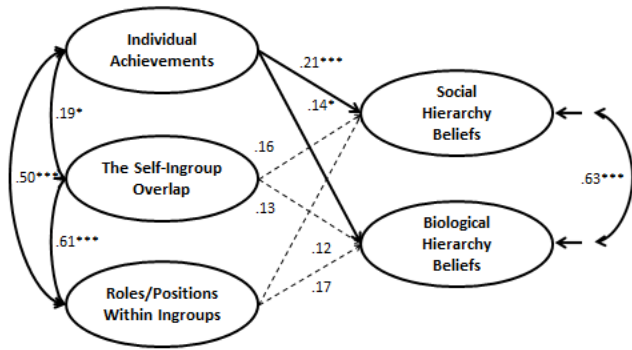 Individual
Achievements
.21***
Social
Hierarchy
Beliefs
.14*
.19*
.16
The Self-Ingroup
Overlap
.50***
.63***
.13
.61***
.12
Biological
Hierarchy
Beliefs
.17
Roles/Positions
Within Ingroups